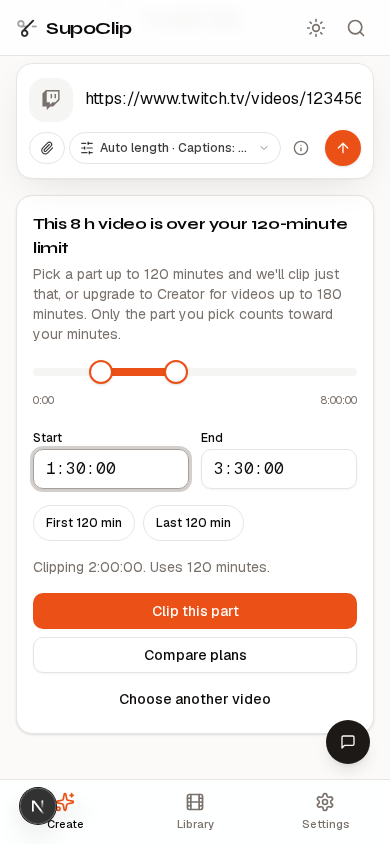 SupoClip
https://www.twitch.tv/videos/123456
Auto length · Captions: ...
This 8 h video is over your 120-minute
limit
Pick a part up to 120 minutes and we'll clip just
that, or upgrade to Creator for videos up to 180
minutes. Only the part you pick counts toward
your minutes.
0:00 8:00:00
Start End
1:30:00 3:30:00
First 120 min Last 120 min
Clipping 2:00:00. Uses 120 minutes.
Clip this part
Compare plans
Choose another video
N
Create Library Settings